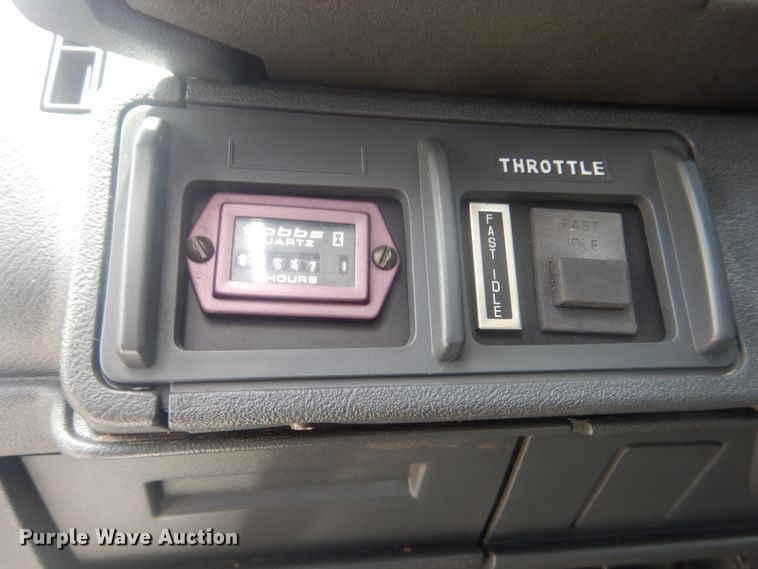 THROTTLE
Hobbs
QUARTZ
HOURS
FAST IDLE
FAST
IDLE
Purple Wave Auction